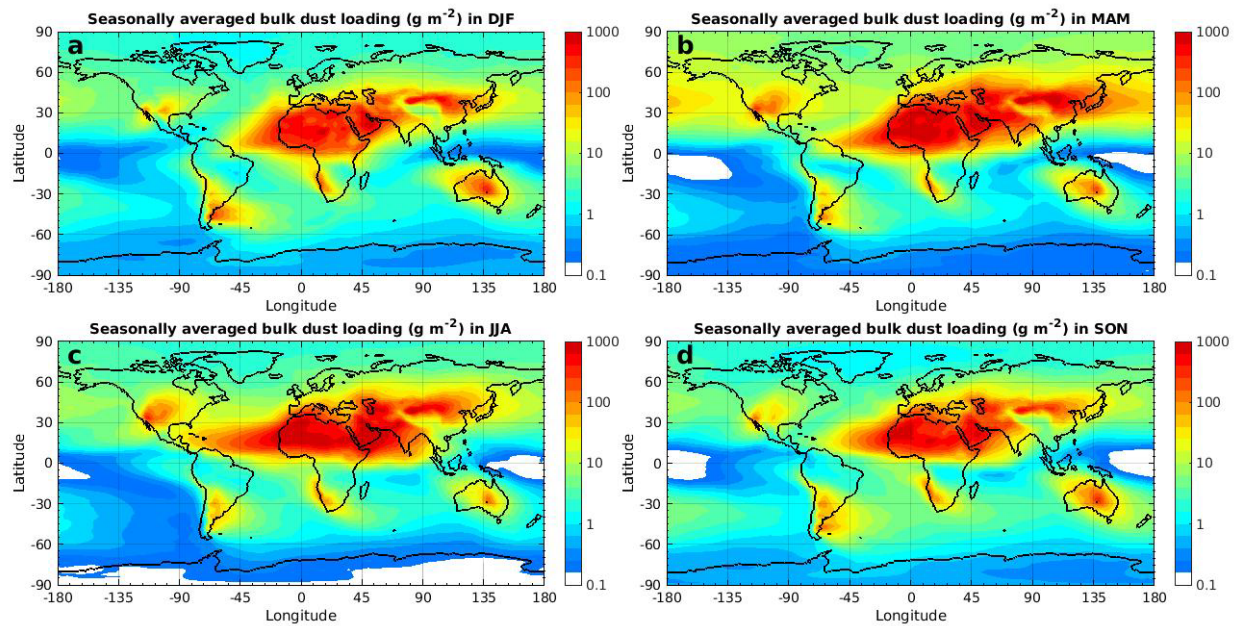 Seasonally averaged bulk dust loading (g m⁻²) in DJF
a
90
60
30
0
-30
-60
-90
Latitude
-180 -135 -90 -45 0 45 90 135 180
Longitude
1000
100
10
1
0.1
Seasonally averaged bulk dust loading (g m⁻²) in MAM
b
90
60
30
0
-30
-60
-90
Latitude
-180 -135 -90 -45 0 45 90 135 180
Longitude
1000
100
10
1
0.1
Seasonally averaged bulk dust loading (g m⁻²) in JJA
c
90
60
30
0
-30
-60
-90
Latitude
-180 -135 -90 -45 0 45 90 135 180
Longitude
1000
100
10
1
0.1
Seasonally averaged bulk dust loading (g m⁻²) in SON
d
90
60
30
0
-30
-60
-90
Latitude
-180 -135 -90 -45 0 45 90 135 180
Longitude
1000
100
10
1
0.1